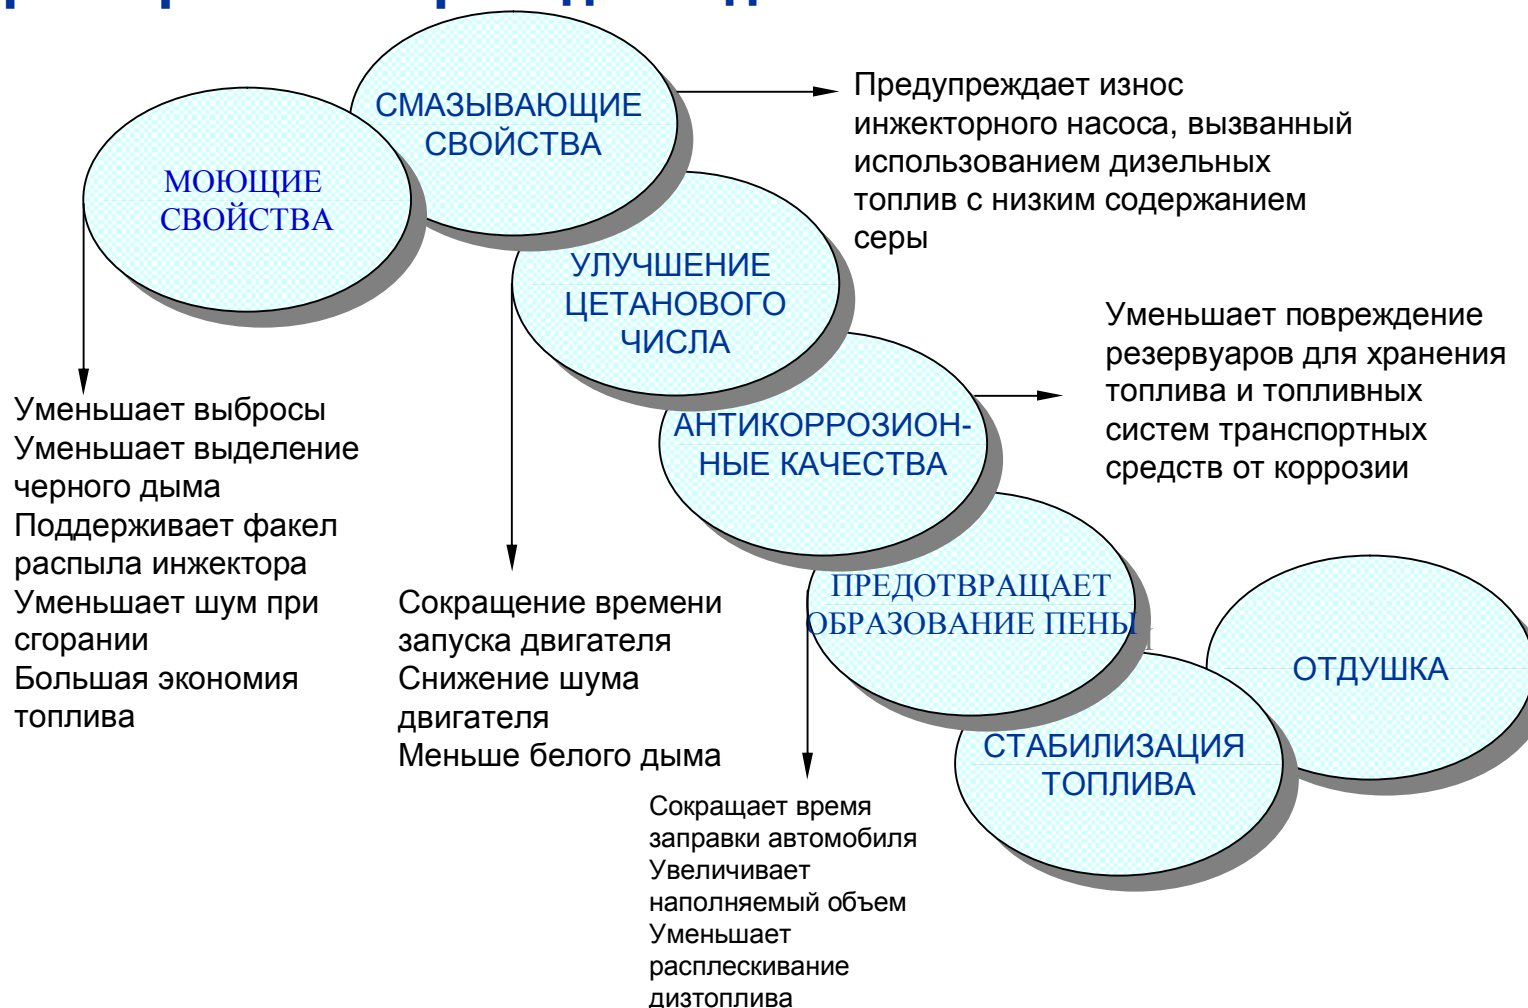 СМАЗЫВАЮЩИЕ
СВОЙСТВА
Предупреждает износ
инжекторного насоса, вызванный
использованием дизельных
топлив с низким содержанием
серы
МОЮЩИЕ
СВОЙСТВА
УЛУЧШЕНИЕ
ЦЕТАНОВОГО
ЧИСЛА
Уменьшает повреждение
резервуаров для хранения
топлива и топливных
систем транспортных
средств от коррозии
АНТИКОРРОЗИОН-
НЫЕ КАЧЕСТВА
Уменьшает выбросы
Уменьшает выделение
черного дыма
Поддерживает факел
распыла инжектора
Уменьшает шум при
сгорании
Большая экономия
топлива
Сокращение времени
запуска двигателя
Снижение шума
двигателя
Меньше белого дыма
ПРЕДОТВРАЩАЕТ
ОБРАЗОВАНИЕ ПЕНЫ
ОТДУШКА
СТАБИЛИЗАЦИЯ
ТОПЛИВА
Сокращает время
заправки автомобиля
Увеличивает
наполняемый объем
Уменьшает
расплескивание
дизтоплива